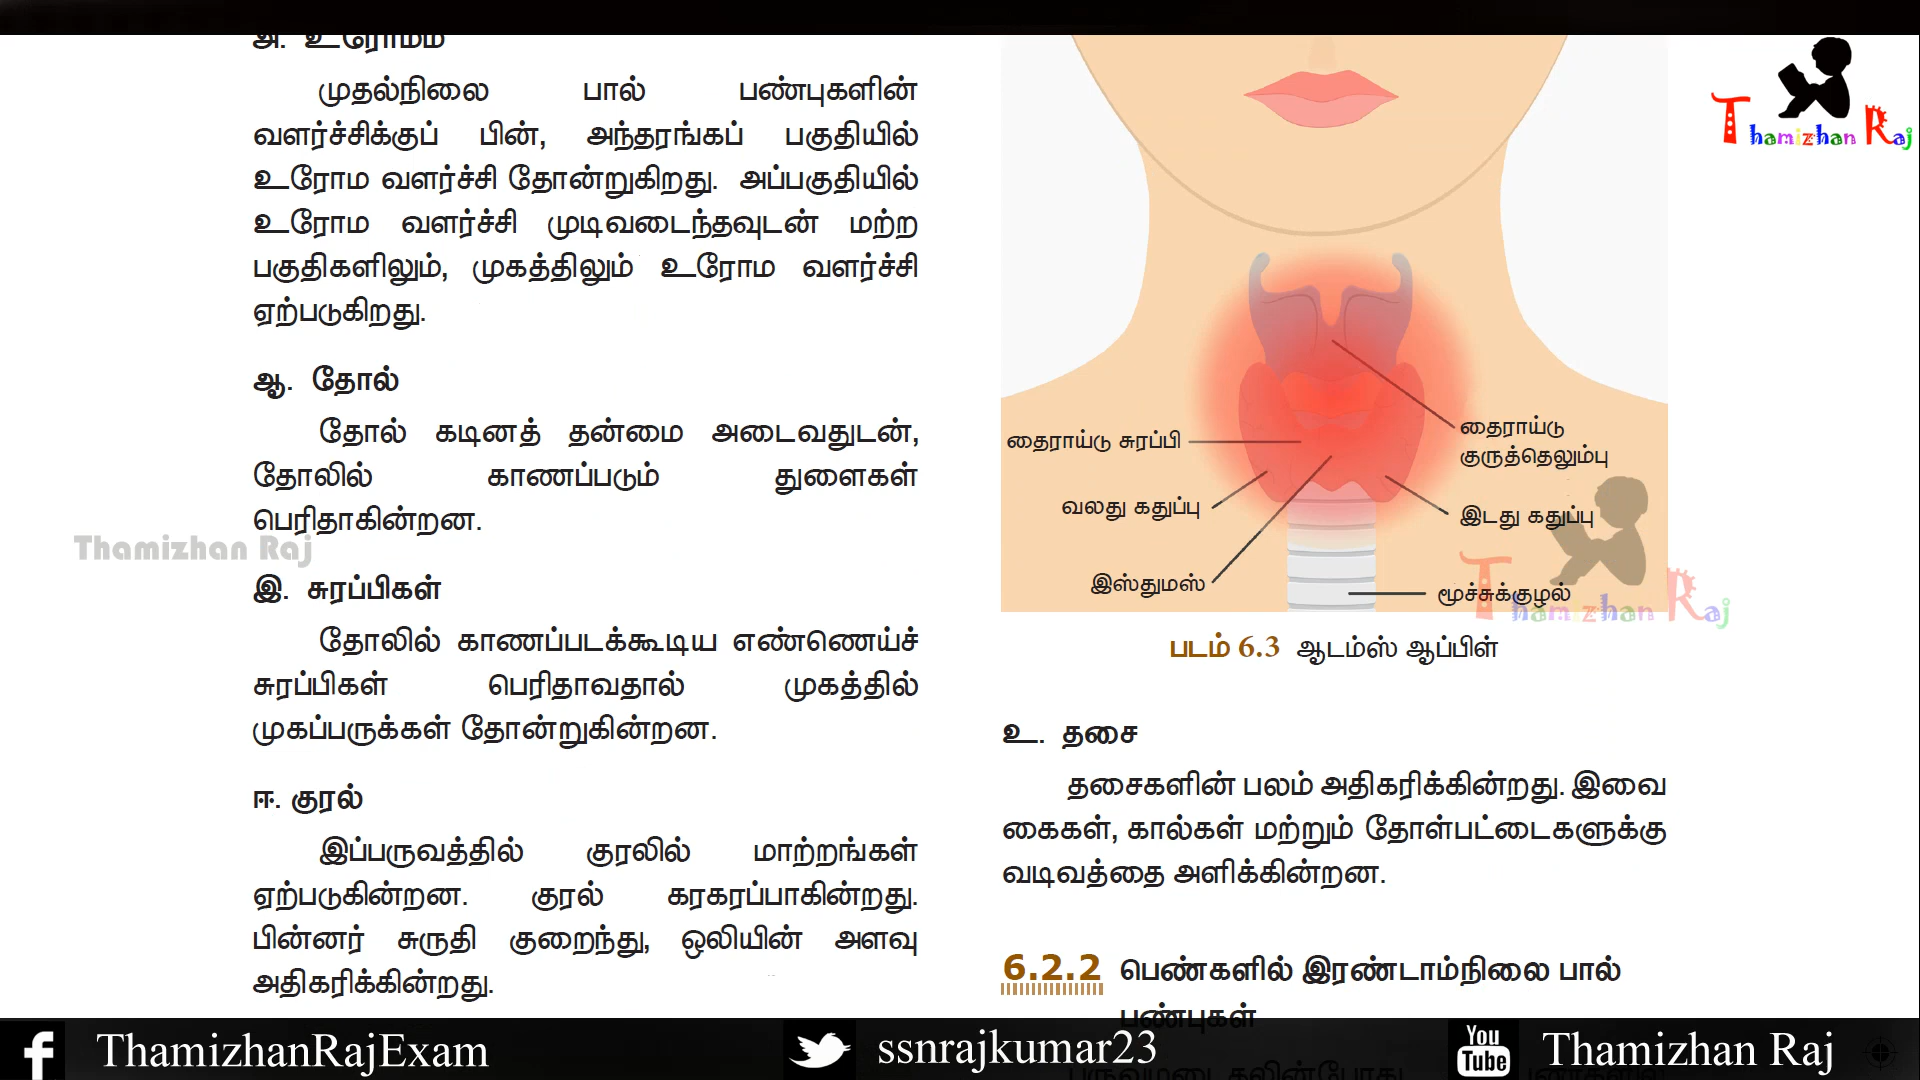 அ. உரோமம்
முதல்நிலை பால் பண்புகளின்
வளர்ச்சிக்குப் பின், அந்தரங்கப் பகுதியில்
உரோம வளர்ச்சி தோன்றுகிறது. அப்பகுதியில்
உரோம வளர்ச்சி முடிவடைந்தவுடன் மற்ற
பகுதிகளிலும், முகத்திலும் உரோம வளர்ச்சி
ஏற்படுகிறது.
ஆ. தோல்
தோல் கடினத் தன்மை அடைவதுடன்,
தோலில் காணப்படும் துளைகள்
பெரிதாகின்றன.
Thamizhan Raj
இ. சுரப்பிகள்
தோலில் காணப்படக்கூடிய எண்ணெய்ச்
சுரப்பிகள் பெரிதாவதால் முகத்தில்
முகப்பருக்கள் தோன்றுகின்றன.
ஈ. குரல்
இப்பருவத்தில் குரலில் மாற்றங்கள்
ஏற்படுகின்றன. குரல் கரகரப்பாகின்றது.
பின்னர் சுருதி குறைந்து, ஒலியின் அளவு
அதிகரிக்கின்றது.
Thamizhan Raj
தைராய்டு சுரப்பி
வலது கதுப்பு
இஸ்துமஸ்
தைராய்டு
குருத்தெலும்பு
இடது கதுப்பு
மூச்சுக்குழல்
Thamizhan Raj
படம் 6.3 ஆடம்ஸ் ஆப்பிள்
உ. தசை
தசைகளின் பலம் அதிகரிக்கின்றது. இவை
கைகள், கால்கள் மற்றும் தோள்பட்டைகளுக்கு
வடிவத்தை அளிக்கின்றன.
6.2.2 பெண்களில் இரண்டாம்நிலை பால்
பண்புகள்
ThamizhanRajExam
ssnrajkumar23
You Tube
Thamizhan Raj